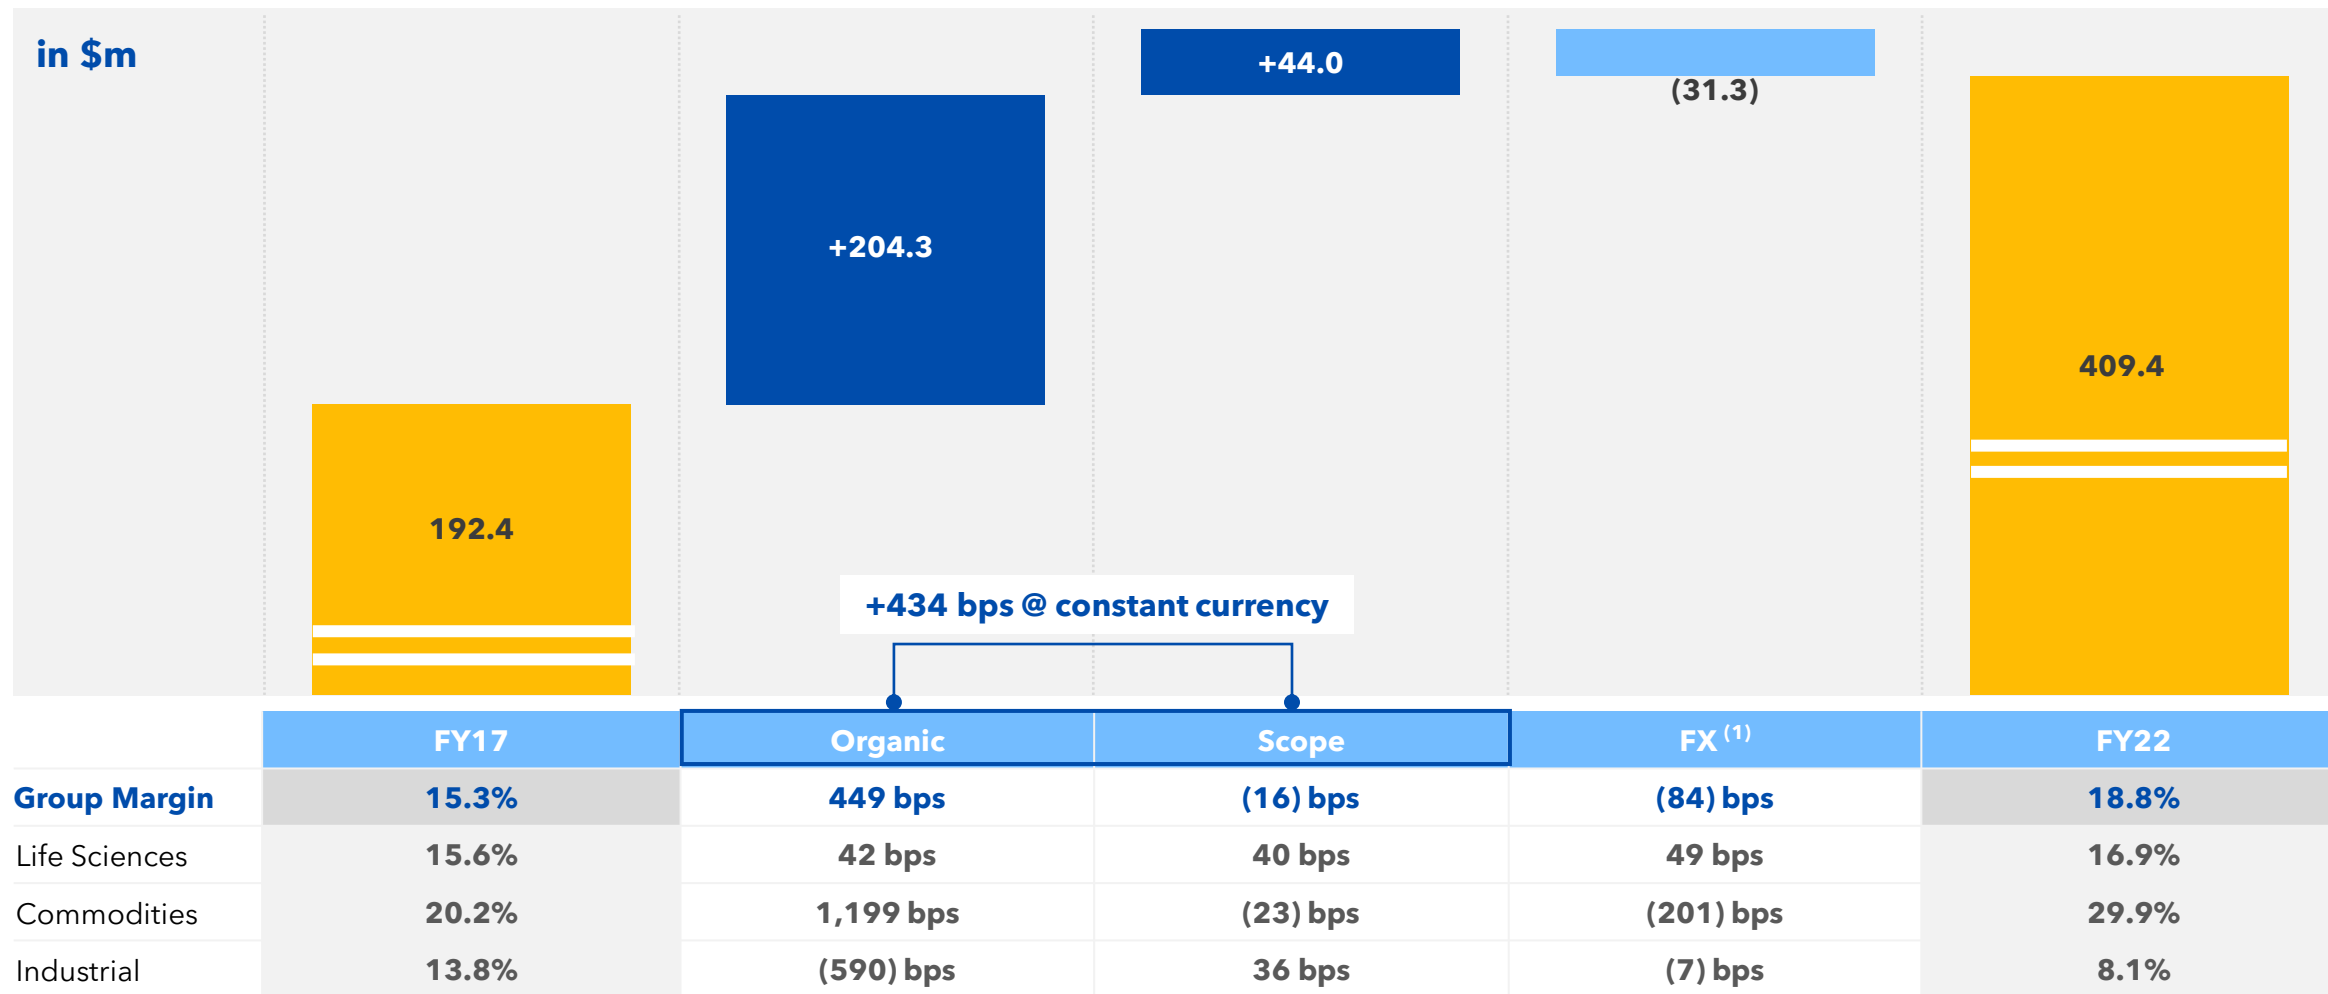 in $m
+44.0
(31.3)
+204.3
409.4
192.4
+434 bps @ constant currency
FY17 Organic Scope FX (1) FY22
Group Margin 15.3% 449 bps (16) bps (84) bps 18.8%
Life Sciences 15.6% 42 bps 40 bps 49 bps 16.9%
Commodities 20.2% 1,199 bps (23) bps (201) bps 29.9%
Industrial 13.8% (590) bps 36 bps (7) bps 8.1%